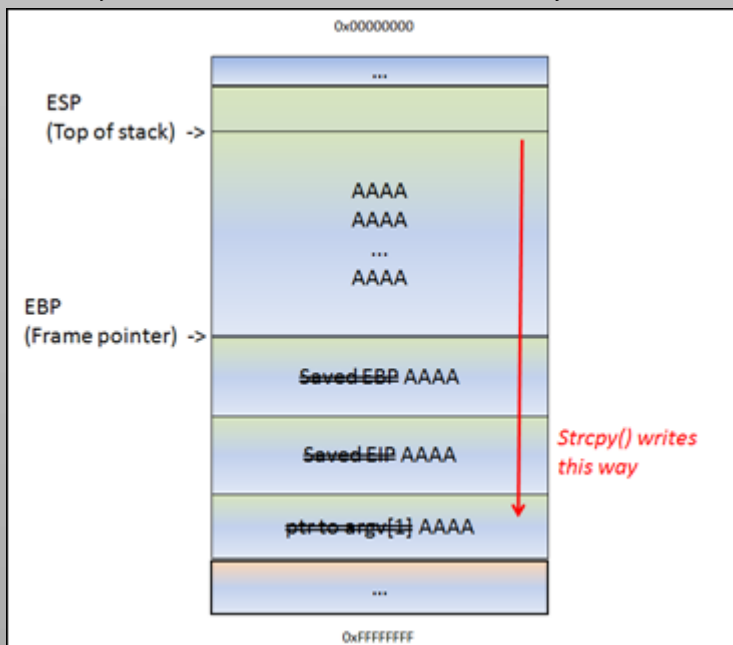 0x00000000
...
ESP
(Top of stack) ->
AAAA
AAAA
...
AAAA
EBP
(Frame pointer) ->
Saved EBP AAAA
Saved EIP AAAA
Strcpy() writes
this way
ptr to argv[1] AAAA
...
0xFFFFFFFF